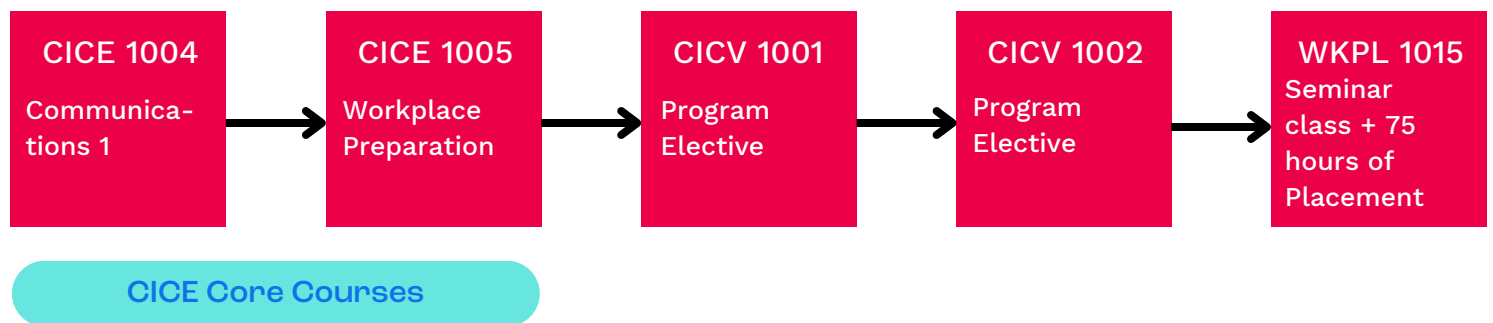 CICE 1004
Communica-
tions 1
CICE 1005
Workplace
Preparation
CICV 1001
Program
Elective
CICV 1002
Program
Elective
WKPL 1015
Seminar
class + 75
hours of
Placement
CICE Core Courses